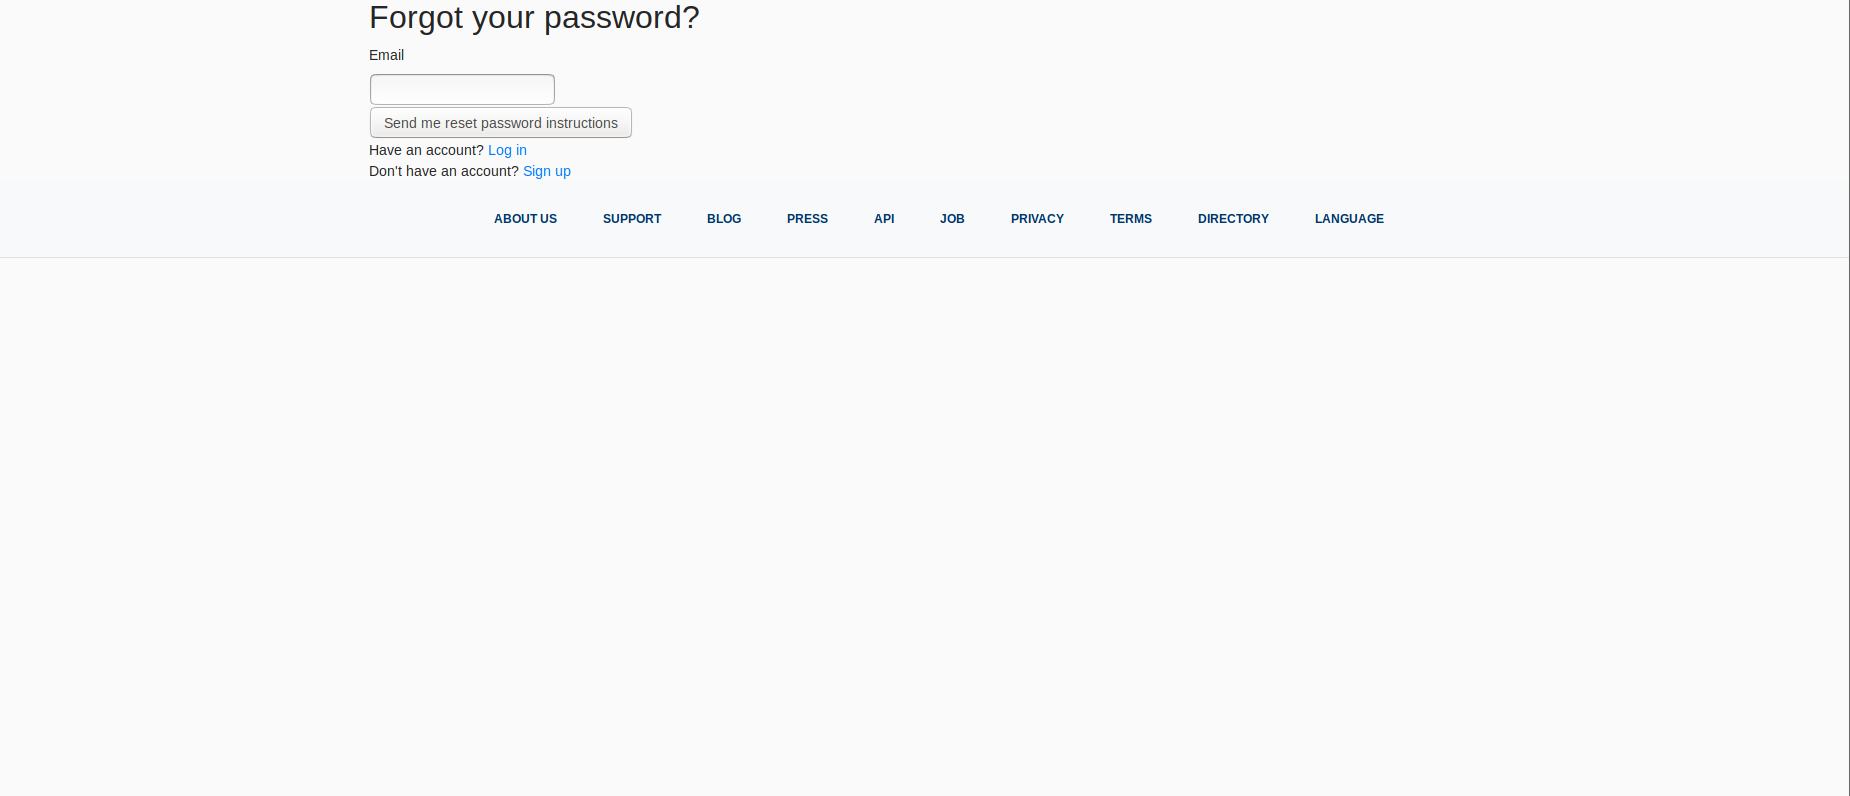 Forgot your password?
Email
Send me reset password instructions
Have an account? Log in
Don't have an account? Sign up
ABOUT US SUPPORT BLOG PRESS API JOB PRIVACY TERMS DIRECTORY LANGUAGE